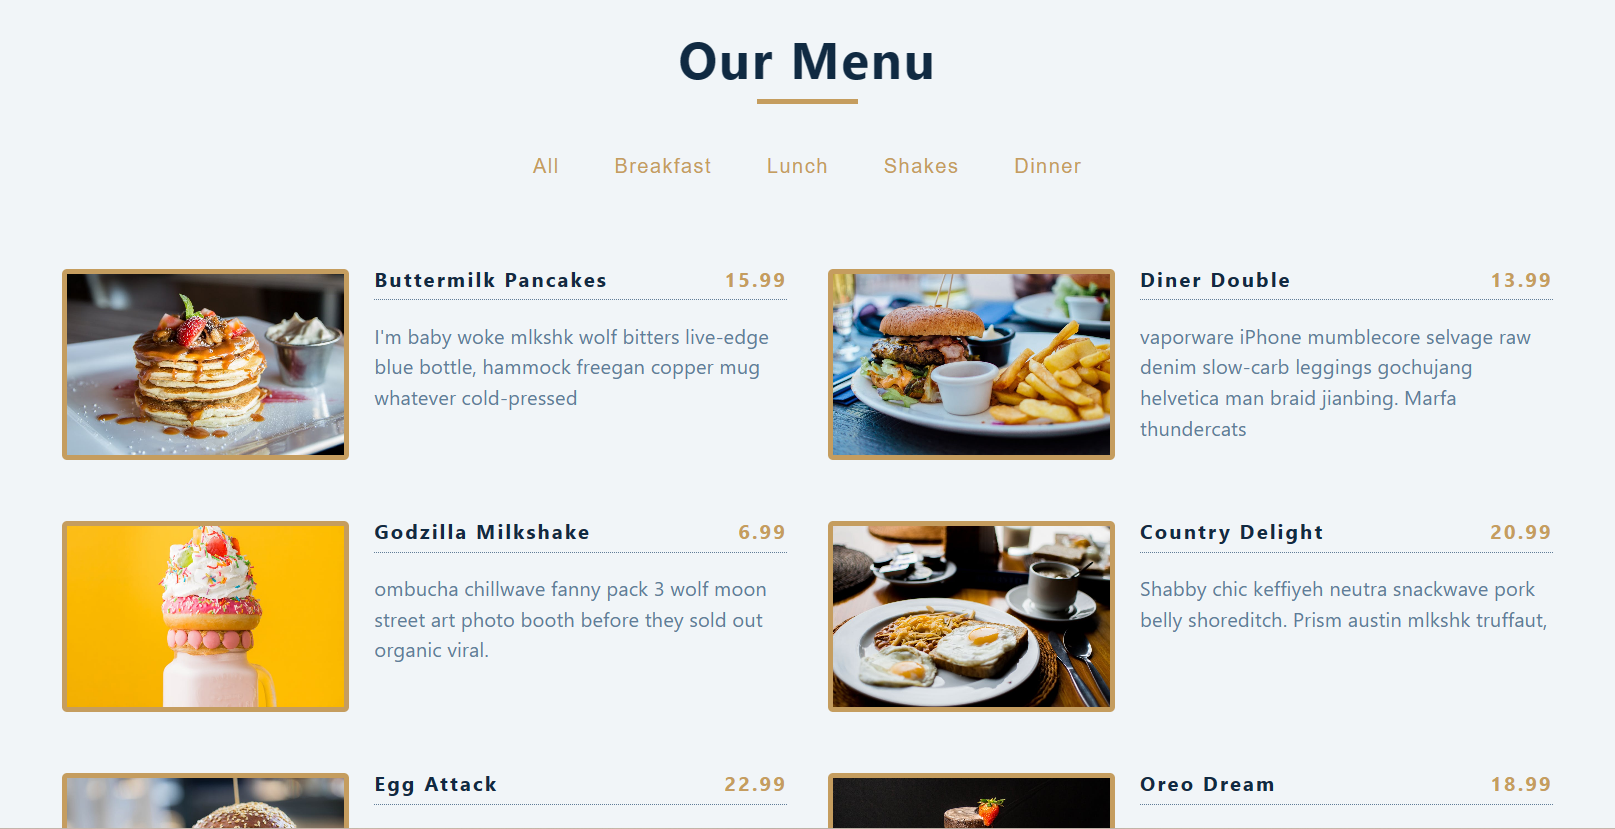 Our Menu
All Breakfast Lunch Shakes Dinner
Buttermilk Pancakes 15.99
I'm baby woke mlkshk wolf bitters live-edge
blue bottle, hammock freegan copper mug
whatever cold-pressed
Diner Double 13.99
vaporware iPhone mumblecore selvage raw
denim slow-carb leggings gochujang
helvetica man braid jianbing. Marfa
thundercats
Godzilla Milkshake 6.99
ombucha chillwave fanny pack 3 wolf moon
street art photo booth before they sold out
organic viral.
Country Delight 20.99
Shabby chic keffiyeh neutra snackwave pork
belly shoreditch. Prism austin mlkshk truffaut,
Egg Attack 22.99
Oreo Dream 18.99